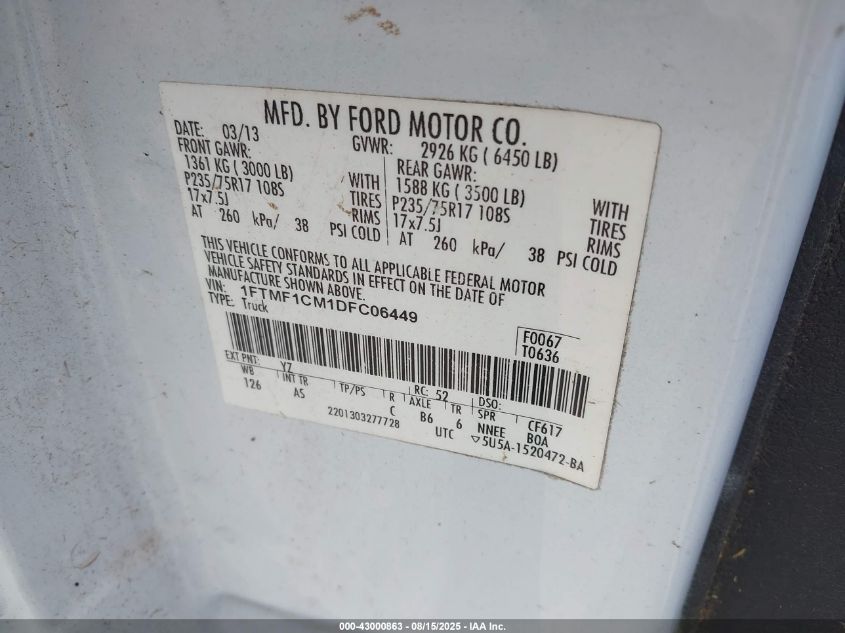 MFD. BY FORD MOTOR CO.
DATE: 03/13 GVWR: 2926 KG ( 6450 LB)
FRONT GAWR: REAR GAWR:
1361 KG ( 3000 LB) WITH 1588 KG ( 3500 LB) WITH
P235/75R17 108S TIRES P235/75R17 108S TIRES
17x7.5J RIMS 17x7.5J RIMS
AT 260 kPa/ 38 PSI COLD AT 260 kPa/ 38 PSI COLD
THIS VEHICLE CONFORMS TO ALL APPLICABLE FEDERAL MOTOR
VEHICLE SAFETY STANDARDS IN EFFECT ON THE DATE OF
MANUFACTURE SHOWN ABOVE.
VIN: 1FTMF1CM1DFC06449
TYPE: Truck
F0067
T0636
EXT PNT: YZ RC: 52 DSO:
WB INT TR TP/PS R AXLE TR SPR CF617
126 AS C B6 6 NNEE BOA
2201303277728 UTC ▽5U5A-1520472-BA
000-43000863 - 08/15/2025 - IAA Inc.